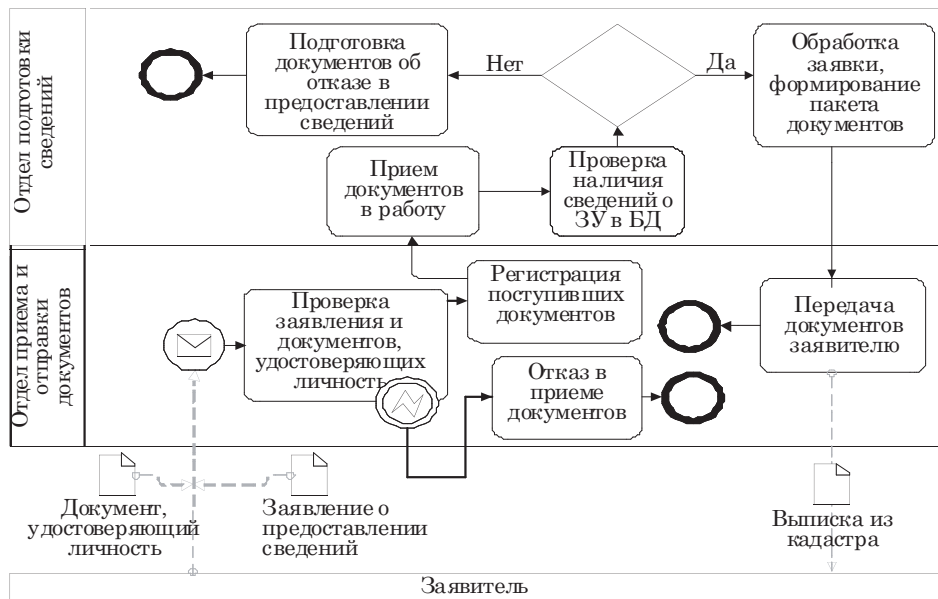 Отдел подготовки
сведений
Подготовка
документов об
отказе в
предоставлении
сведений
Нет
Да
Обработка
заявки,
формирование
пакета
документов
Прием
документов
в работу
Проверка
наличия
сведений о
ЗУ в БД
Отдел приема и
отправки
документов
Проверка
заявления и
документов,
удостоверяющих
личность
Регистрация
поступивших
документов
Отказ в
приеме
документов
Передача
документов
заявителю
Документ,
удостоверяющий
личность
Заявление о
предоставлении
сведений
Выписка из
кадастра
Заявитель